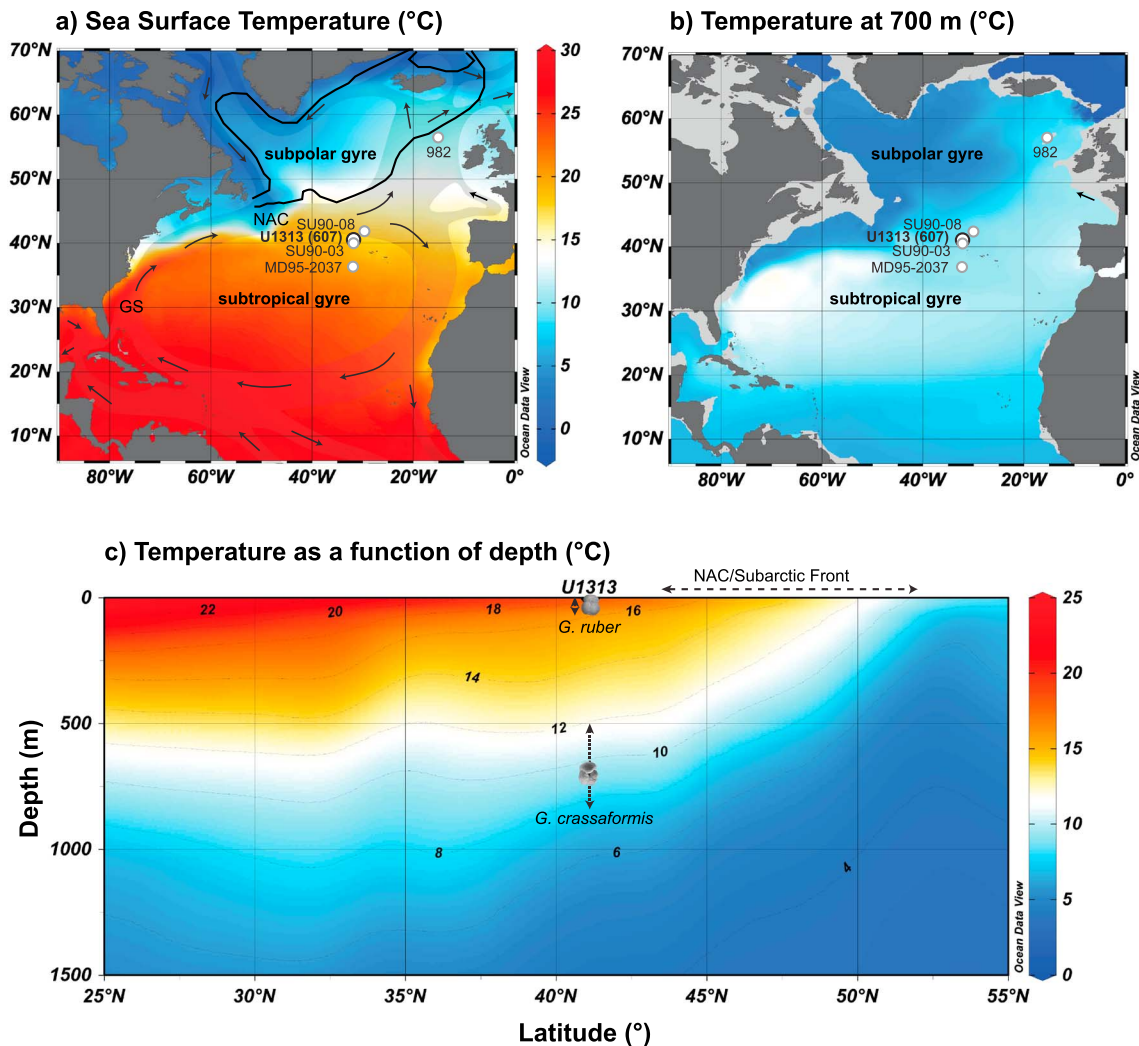 a) Sea Surface Temperature (°C)
b) Temperature at 700 m (°C)
70°N
60°N
50°N
40°N
30°N
20°N
10°N
80°W
60°W
40°W
20°W
0°
subpolar gyre
982
NAC
SU90-08
U1313 (607)
SU90-03
MD95-2037
GS
subtropical gyre
Ocean Data View
30
25
20
15
10
5
0
70°N
60°N
50°N
40°N
30°N
20°N
10°N
80°W
60°W
40°W
20°W
0°
subpolar gyre
982
SU90-08
U1313 (607)
SU90-03
MD95-2037
subtropical gyre
Ocean Data View
c) Temperature as a function of depth (°C)
NAC/Subarctic Front
U1313
G. ruber
G. crassaformis
22
20
18
16
14
12
10
8
6
4
Depth (m)
0
500
1000
1500
25°N
30°N
35°N
40°N
45°N
50°N
55°N
Latitude (°)
Ocean Data View
25
20
15
10
5
0